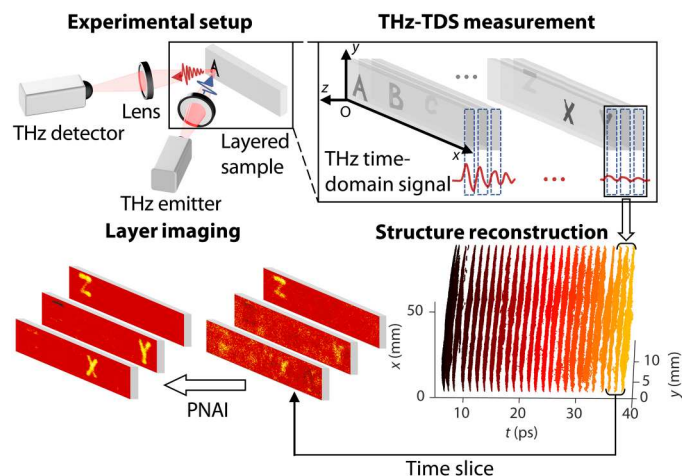 Experimental setup
THz-TDS measurement
A
Lens
THz detector
Layered
sample
THz emitter
y
z
O
x
A
B
C
...
Z
X
Y
THz time-
domain signal
...
Layer imaging
Structure reconstruction
Z
Y
X
Z
Y
X
PNAI
x (mm)
50
0
10
20
30
40
t (ps)
10
5
0
y (mm)
Time slice